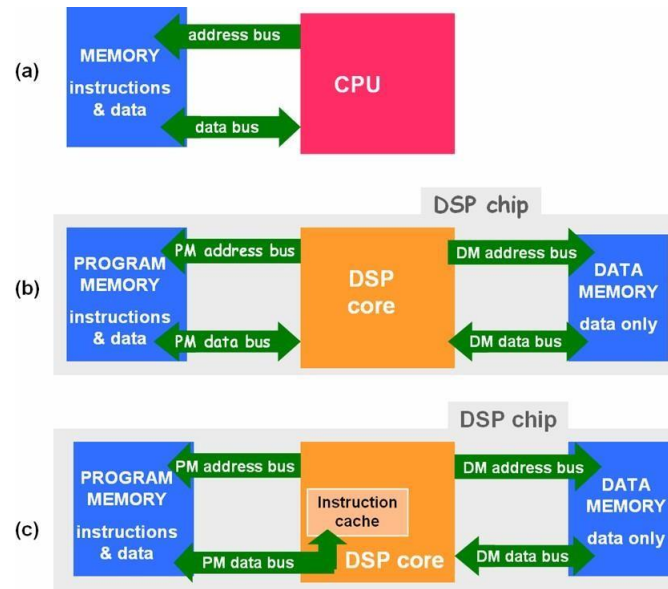 (a)
MEMORY
instructions
& data
address bus
data bus
CPU
DSP chip
(b)
PROGRAM
MEMORY
instructions
& data
PM address bus
PM data bus
DSP
core
DM address bus
DM data bus
DATA
MEMORY
data only
DSP chip
(c)
PROGRAM
MEMORY
instructions
& data
PM address bus
PM data bus
Instruction
cache
DSP core
DM address bus
DM data bus
DATA
MEMORY
data only